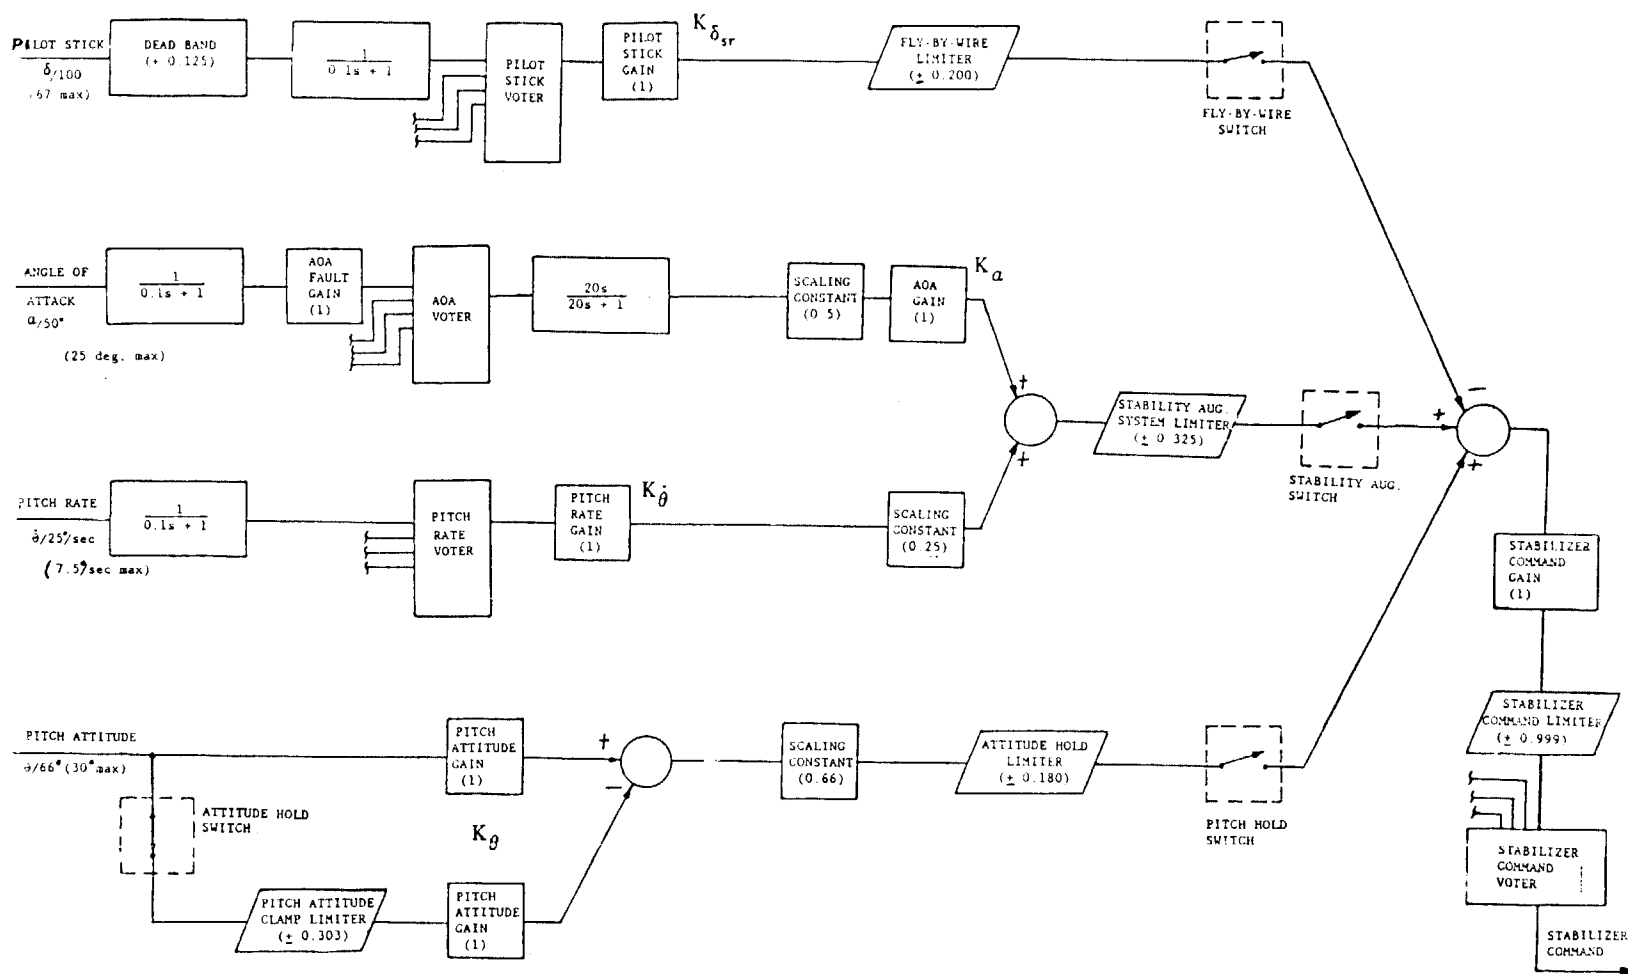 PILOT STICK
δ/100
.67 max)
DEAD BAND
(± 0.125)
1
0 1s + 1
PILOT
STICK
VOTER
PILOT
STICK
GAIN
(1)
K δsr
FLY-BY-WIRE
LIMITER
(± 0.200)
FLY-BY-WIRE
SWITCH
ANGLE OF
ATTACK
α/50°
(25 deg. max)
1
0.1s + 1
AOA
FAULT
GAIN
(1)
AOA
VOTER
20s
20s + 1
SCALING
CONSTANT
(0 5)
AOA
GAIN
(1)
Kα
+
+
STABILITY AUG.
SYSTEM LIMITER
(± 0 325)
STABILITY AUG.
SWITCH
−
+
+
PITCH RATE
θ̇/25°/sec
(7.5°/sec max)
1
0.1s + 1
PITCH
RATE
VOTER
PITCH
RATE
GAIN
(1)
Kθ̇
SCALING
CONSTANT
(0.25)
STABILIZER
COMMAND
GAIN
(1)
STABILIZER
COMMAND LIMITER
(± 0.999)
STABILIZER
COMMAND
VOTER
STABILIZER
COMMAND
PITCH ATTITUDE
θ/66° (30° max)
ATTITUDE HOLD
SWITCH
PITCH
ATTITUDE
GAIN
(1)
+
−
Kθ
SCALING
CONSTANT
(0.66)
ATTITUDE HOLD
LIMITER
(± 0.180)
PITCH HOLD
SWITCH
PITCH ATTITUDE
CLAMP LIMITER
(± 0.303)
PITCH
ATTITUDE
GAIN
(1)